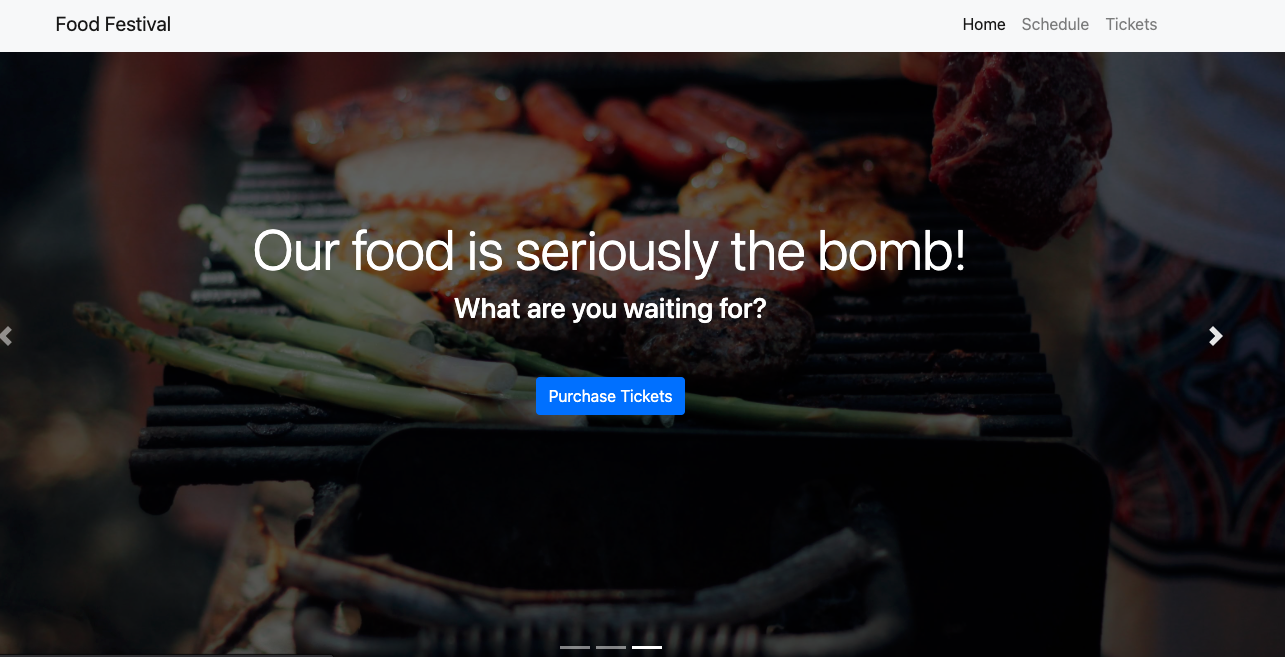 Food Festival
Home Schedule Tickets
Our food is seriously the bomb!
What are you waiting for?
Purchase Tickets